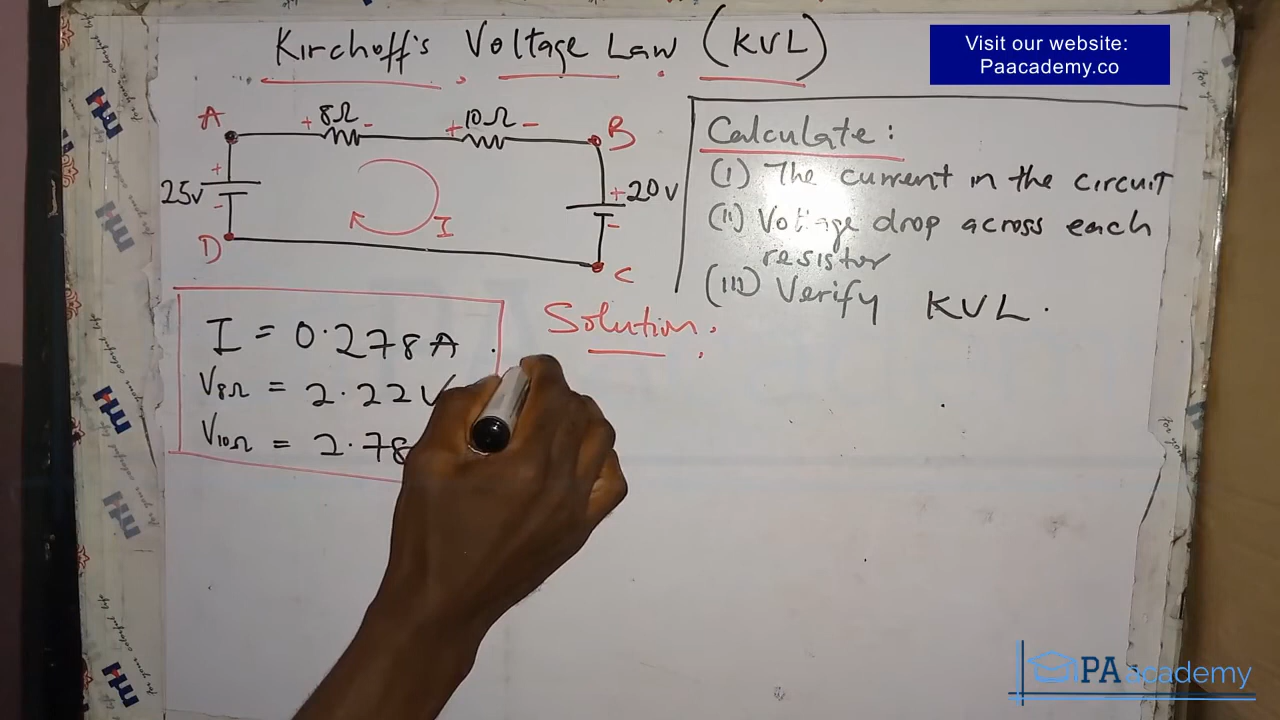 Kirchoff's Voltage Law (KVL)
Visit our website:
Paacademy.co
A
+ 8Ω -
+ 10Ω -
B
25v
+
-
I
+
20v
-
D
C
Calculate:
(i) The current in the circuit
(ii) Voltage drop across each
resistor
(iii) Verify KVL.
Solution.
I = 0.278A
V8Ω = 2.22V
V10Ω = 2.78
PA academy